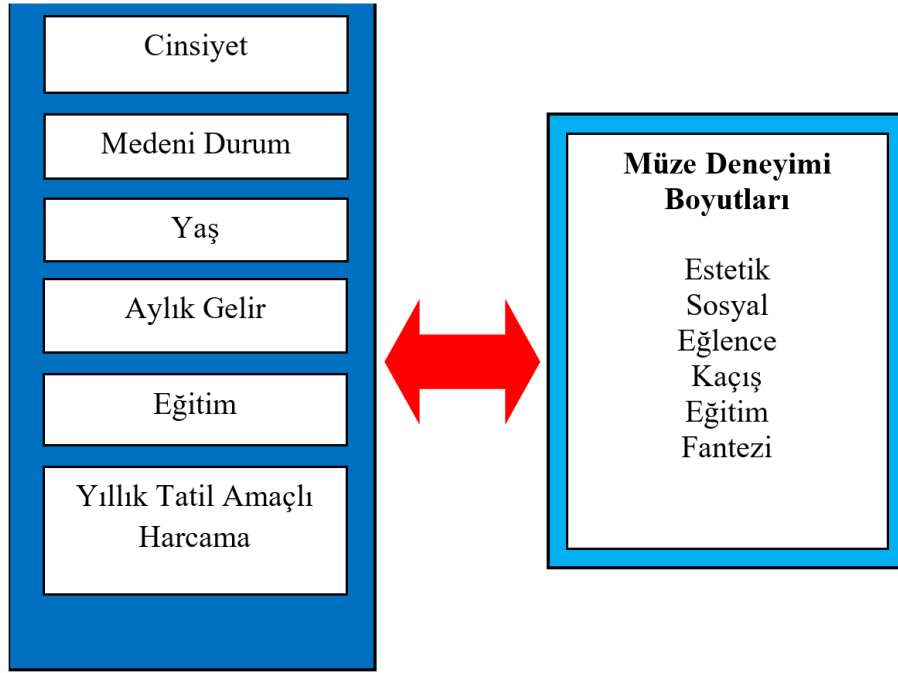 Cinsiyet
Medeni Durum
Yaş
Aylık Gelir
Eğitim
Yıllık Tatil Amaçlı
Harcama
Müze Deneyimi
Boyutları
Estetik
Sosyal
Eğlence
Kaçış
Eğitim
Fantezi